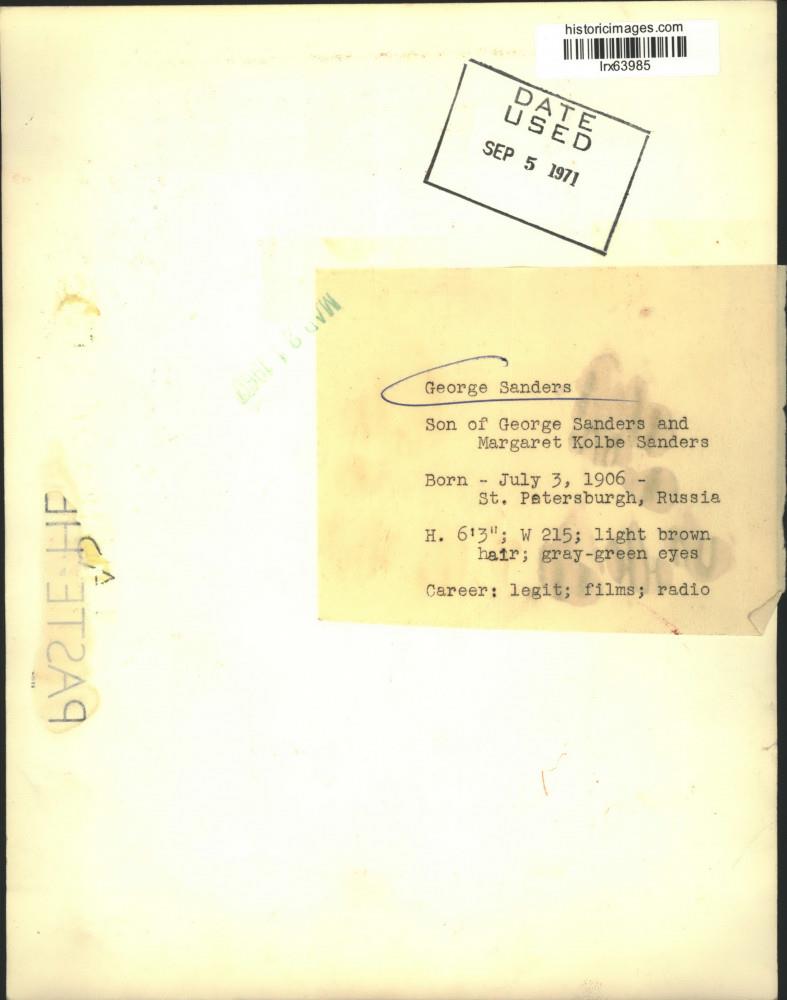 historicimages.com
lrx63985
DATE
USED
SEP 5 1971
George Sanders
Son of George Sanders and
Margaret Kolbe Sanders
Born - July 3, 1906 -
St. Petersburgh, Russia
H. 6'3"; W 215; light brown
hair; gray-green eyes
Career: legit; films; radio
PASTE-UP